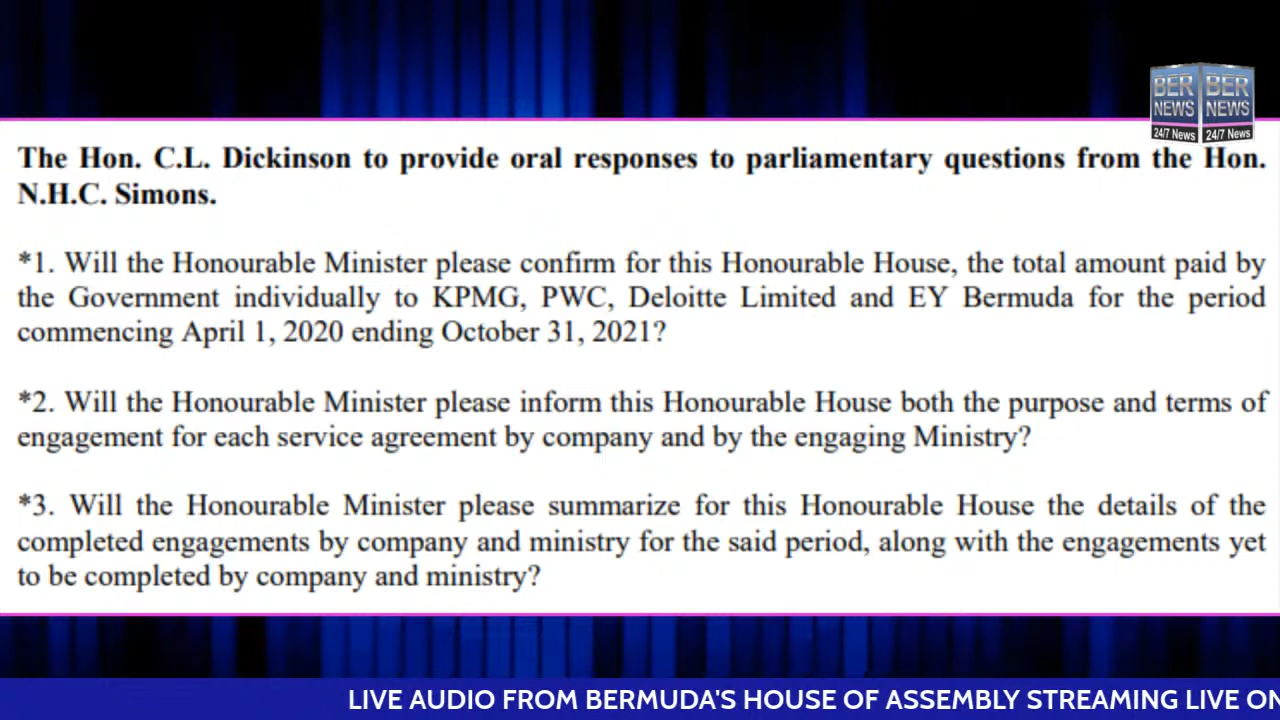 BER BER
NEWS NEWS
24/7 News 24/7 News
The Hon. C.L. Dickinson to provide oral responses to parliamentary questions from the Hon.
N.H.C. Simons.
*1. Will the Honourable Minister please confirm for this Honourable House, the total amount paid by
the Government individually to KPMG, PWC, Deloitte Limited and EY Bermuda for the period
commencing April 1, 2020 ending October 31, 2021?
*2. Will the Honourable Minister please inform this Honourable House both the purpose and terms of
engagement for each service agreement by company and by the engaging Ministry?
*3. Will the Honourable Minister please summarize for this Honourable House the details of the
completed engagements by company and ministry for the said period, along with the engagements yet
to be completed by company and ministry?
LIVE AUDIO FROM BERMUDA'S HOUSE OF ASSEMBLY STREAMING LIVE ON